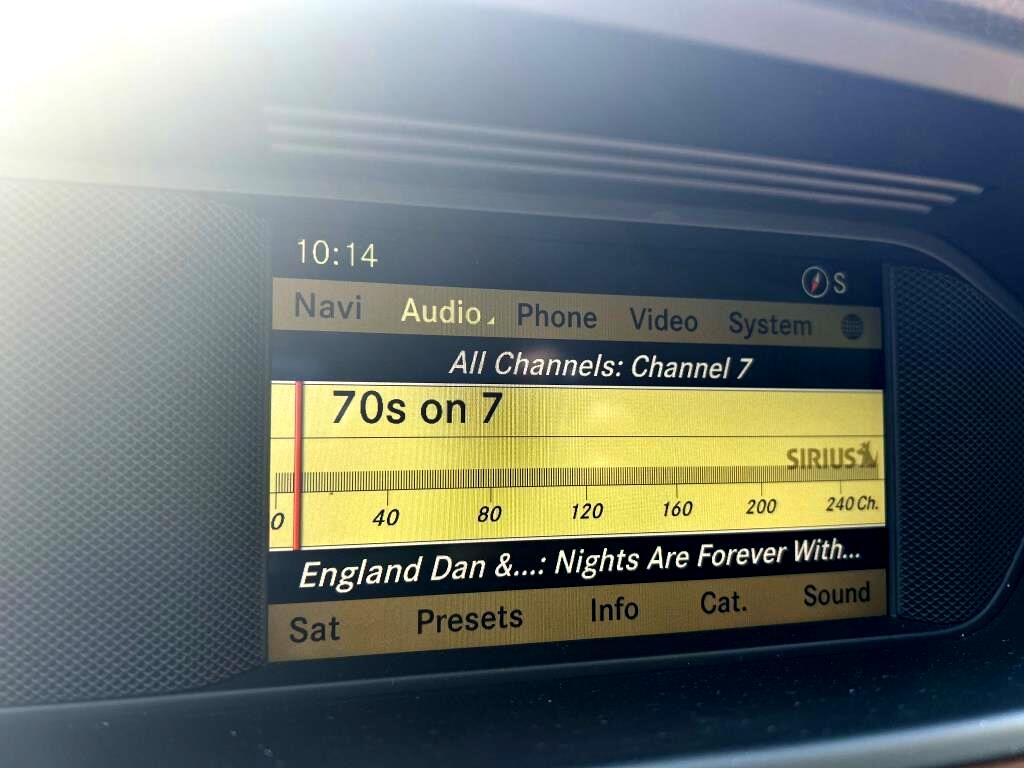 10:14
S
Navi Audio Phone Video System
All Channels: Channel 7
70s on 7
SIRIUS
0 40 80 120 160 200 240 Ch.
England Dan &...: Nights Are Forever With...
Sat Presets Info Cat. Sound